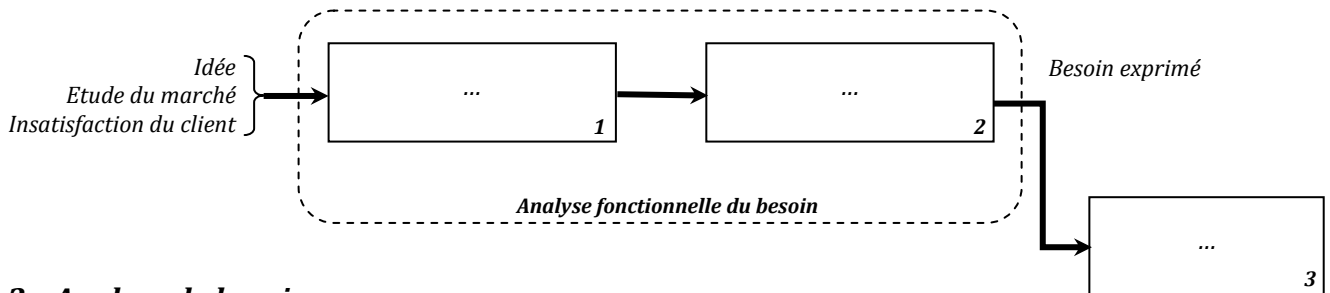 Idée
Etude du marché
Insatisfaction du client
...
1
...
2
Besoin exprimé
Analyse fonctionnelle du besoin
...
3